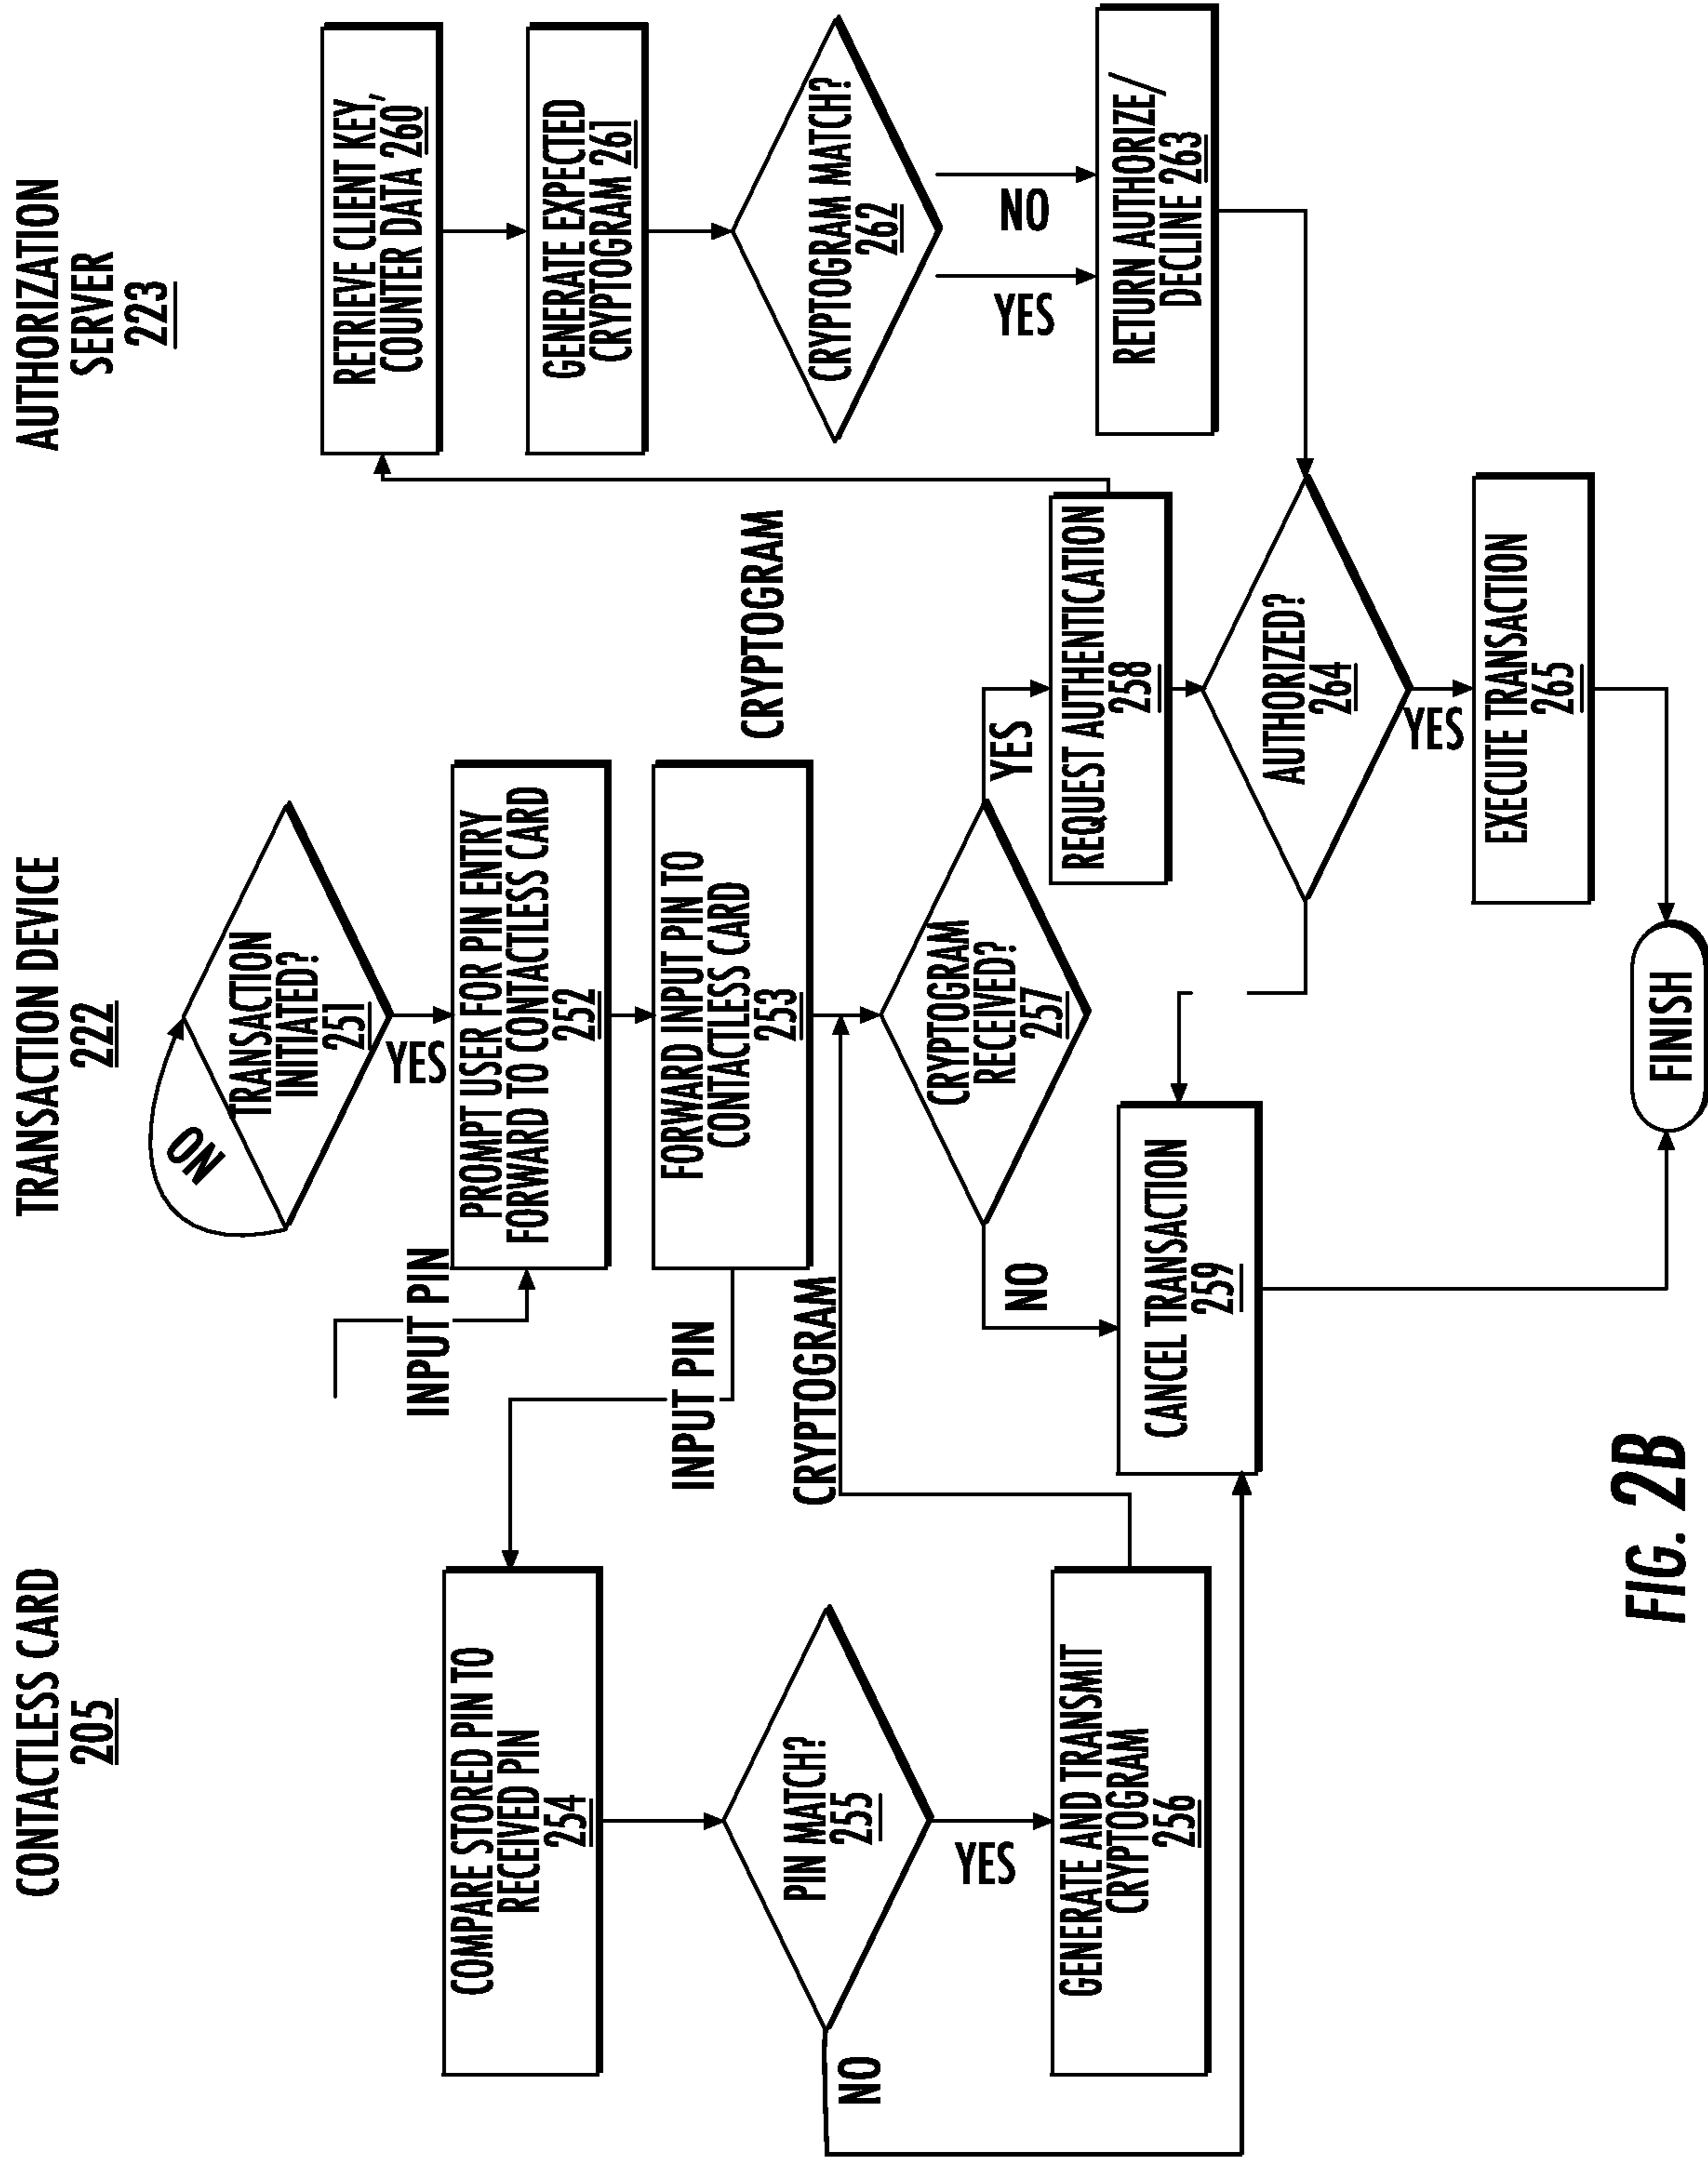 CONTACTLESS CARD
205
TRANSACTION DEVICE
222
AUTHORIZATION
SERVER
223
TRANSACTION
INITIATED?
251
NO
YES
INPUT PIN
PROMPT USER FOR PIN ENTRY
FORWARD TO CONTACTLESS CARD
252
FORWARD INPUT PIN TO
CONTACTLESS CARD
253
INPUT PIN
COMPARE STORED PIN TO
RECEIVED PIN
254
PIN MATCH?
255
NO
YES
GENERATE AND TRANSMIT
CRYPTOGRAM
256
CRYPTOGRAM
CRYPTOGRAM
RECEIVED?
257
NO
YES
CANCEL TRANSACTION
259
REQUEST AUTHENTICATION
258
CRYPTOGRAM
RETRIEVE CLIENT KEY,
COUNTER DATA 260
GENERATE EXPECTED
CRYPTOGRAM 261
CRYPTOGRAM MATCH?
262
YES
NO
RETURN AUTHORIZE/
DECLINE 263
AUTHORIZED?
264
YES
EXECUTE TRANSACTION
265
FINISH
FIG. 2B